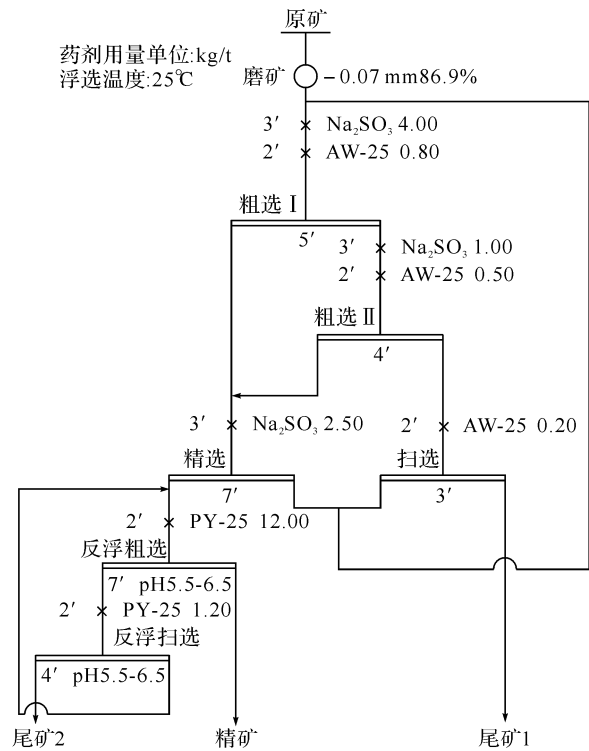 原矿
药剂用量单位:kg/t
浮选温度:25℃
磨矿 -0.07 mm86.9%
3′ Na₂SO₃ 4.00
2′ AW-25 0.80
粗选Ⅰ
5′
3′ Na₂SO₃ 1.00
2′ AW-25 0.50
粗选Ⅱ
4′
3′ Na₂SO₃ 2.50
2′ AW-25 0.20
精选
扫选
7′
3′
2′ PY-25 12.00
反浮粗选
7′ pH5.5-6.5
2′ PY-25 1.20
反浮扫选
4′ pH5.5-6.5
尾矿2
精矿
尾矿1